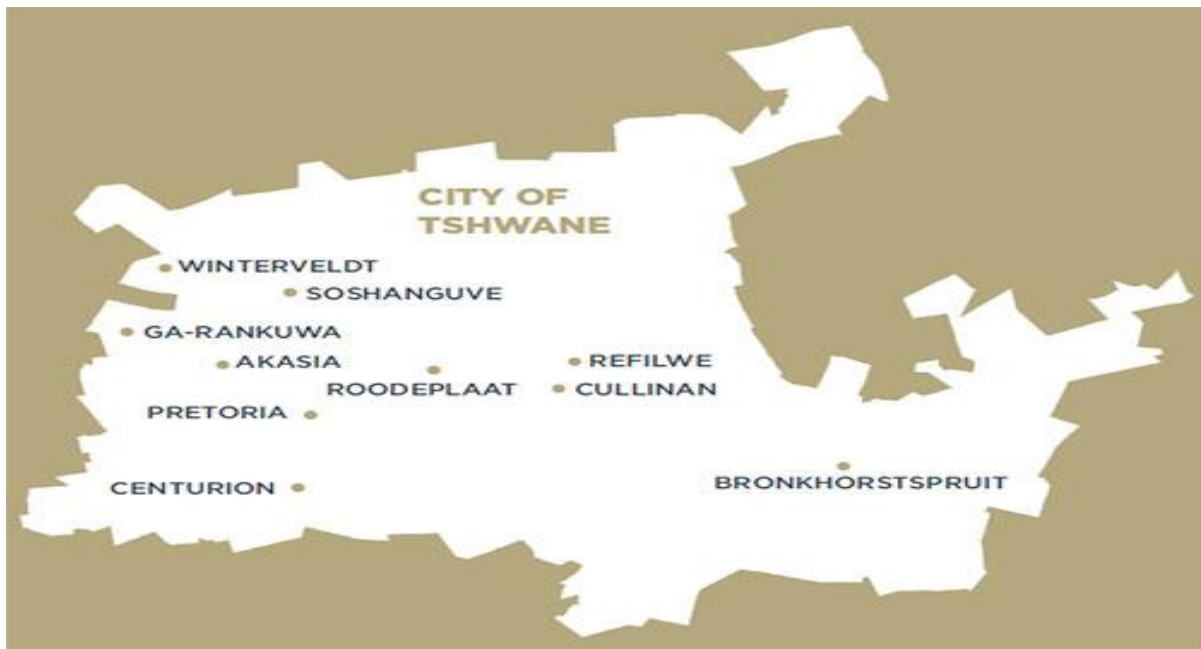 CITY OF
TSHWANE
WINTERVELDT
SOSHANGUVE
GA-RANKUWA
AKASIA
REFILWE
ROODEPLAAT
CULLINAN
PRETORIA
CENTURION
BRONKHORSTSPRUIT